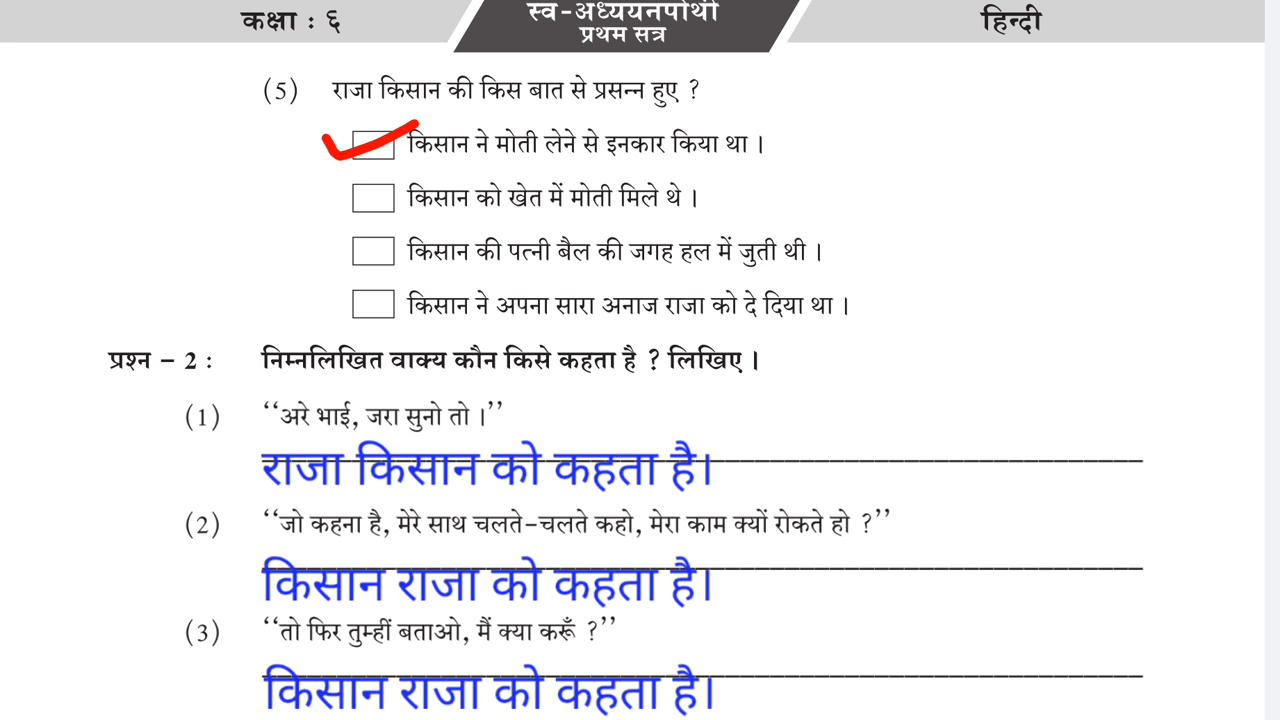 कक्षा : ६
स्व-अध्ययनपोथी
प्रथम सत्र
हिन्दी
(5) राजा किसान की किस बात से प्रसन्न हुए ?
किसान ने मोती लेने से इनकार किया था ।
किसान को खेत में मोती मिले थे ।
किसान की पत्नी बैल की जगह हल में जुती थी ।
किसान ने अपना सारा अनाज राजा को दे दिया था ।
प्रश्न – 2 : निम्नलिखित वाक्य कौन किसे कहता है ? लिखिए ।
(1) ‘‘अरे भाई, जरा सुनो तो ।’’
राजा किसान को कहता है।
(2) ‘‘जो कहना है, मेरे साथ चलते-चलते कहो, मेरा काम क्यों रोकते हो ?’’
किसान राजा को कहता है।
(3) ‘‘तो फिर तुम्हीं बताओ, मैं क्या करूँ ?’’
किसान राजा को कहता है।